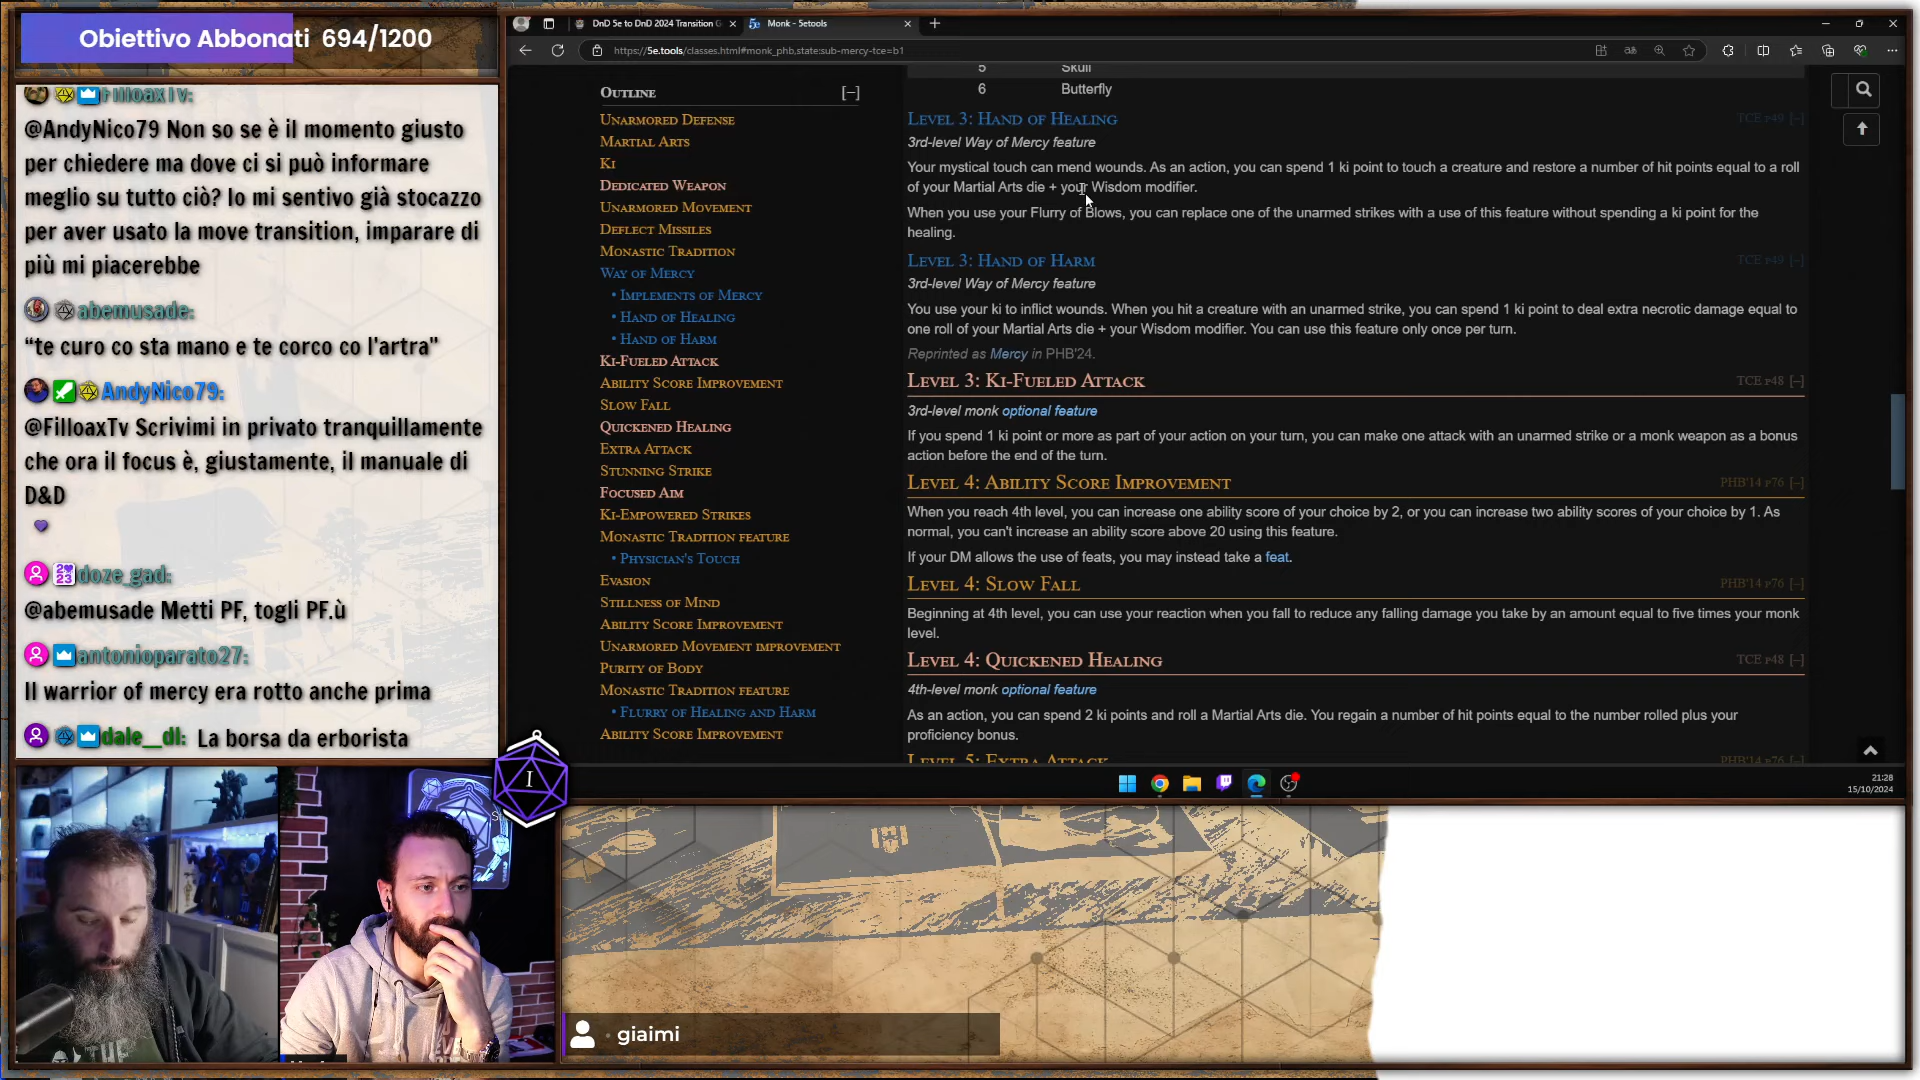 Obiettivo Abbonati 694/1200
FilloaxTv:
@AndyNico79 Non so se è il momento giusto
per chiedere ma dove ci si può informare
meglio su tutto ciò? Io mi sentivo già stocazzo
per aver usato la move transition, imparare di
più mi piacerebbe
abemusade:
“te curo co sta mano e te corco co l'artra”
AndyNico79:
@FilloaxTv Scrivimi in privato tranquillamente
che ora il focus è, giustamente, il manuale di
D&D
doze_gad:
@abemusade Metti PF, togli PF.ù
antonioparato27:
Il warrior of mercy era rotto anche prima
dale__dl: La borsa da erborista
DnD 5e to DnD 2024 Transition G
Monk - 5etools
https://5e.tools/classes.html#monk_phb,state:sub-mercy-tce=b1
Outline [–]
Unarmored Defense
Martial Arts
Ki
Dedicated Weapon
Unarmored Movement
Deflect Missiles
Monastic Tradition
Way of Mercy
• Implements of Mercy
• Hand of Healing
• Hand of Harm
Ki-Fueled Attack
Ability Score Improvement
Slow Fall
Quickened Healing
Extra Attack
Stunning Strike
Focused Aim
Ki-Empowered Strikes
Monastic Tradition feature
• Physician's Touch
Evasion
Stillness of Mind
Ability Score Improvement
Unarmored Movement improvement
Purity of Body
Monastic Tradition feature
• Flurry of Healing and Harm
Ability Score Improvement
5 Skull
6 Butterfly
Level 3: Hand of Healing TCE p49 [–]
3rd-level Way of Mercy feature
Your mystical touch can mend wounds. As an action, you can spend 1 ki point to touch a creature and restore a number of hit points equal to a roll
of your Martial Arts die + your Wisdom modifier.
When you use your Flurry of Blows, you can replace one of the unarmed strikes with a use of this feature without spending a ki point for the
healing.
Level 3: Hand of Harm TCE p49 [–]
3rd-level Way of Mercy feature
You use your ki to inflict wounds. When you hit a creature with an unarmed strike, you can spend 1 ki point to deal extra necrotic damage equal to
one roll of your Martial Arts die + your Wisdom modifier. You can use this feature only once per turn.
Reprinted as Mercy in PHB'24.
Level 3: Ki-Fueled Attack TCE p48 [–]
3rd-level monk optional feature
If you spend 1 ki point or more as part of your action on your turn, you can make one attack with an unarmed strike or a monk weapon as a bonus
action before the end of the turn.
Level 4: Ability Score Improvement PHB'14 p76 [–]
When you reach 4th level, you can increase one ability score of your choice by 2, or you can increase two ability scores of your choice by 1. As
normal, you can't increase an ability score above 20 using this feature.
If your DM allows the use of feats, you may instead take a feat.
Level 4: Slow Fall PHB'14 p76 [–]
Beginning at 4th level, you can use your reaction when you fall to reduce any falling damage you take by an amount equal to five times your monk
level.
Level 4: Quickened Healing TCE p48 [–]
4th-level monk optional feature
As an action, you can spend 2 ki points and roll a Martial Arts die. You regain a number of hit points equal to the number rolled plus your
proficiency bonus.
Level 5: Extra Attack PHB'14 p76 [–]
21:28
15/10/2024
giaimi